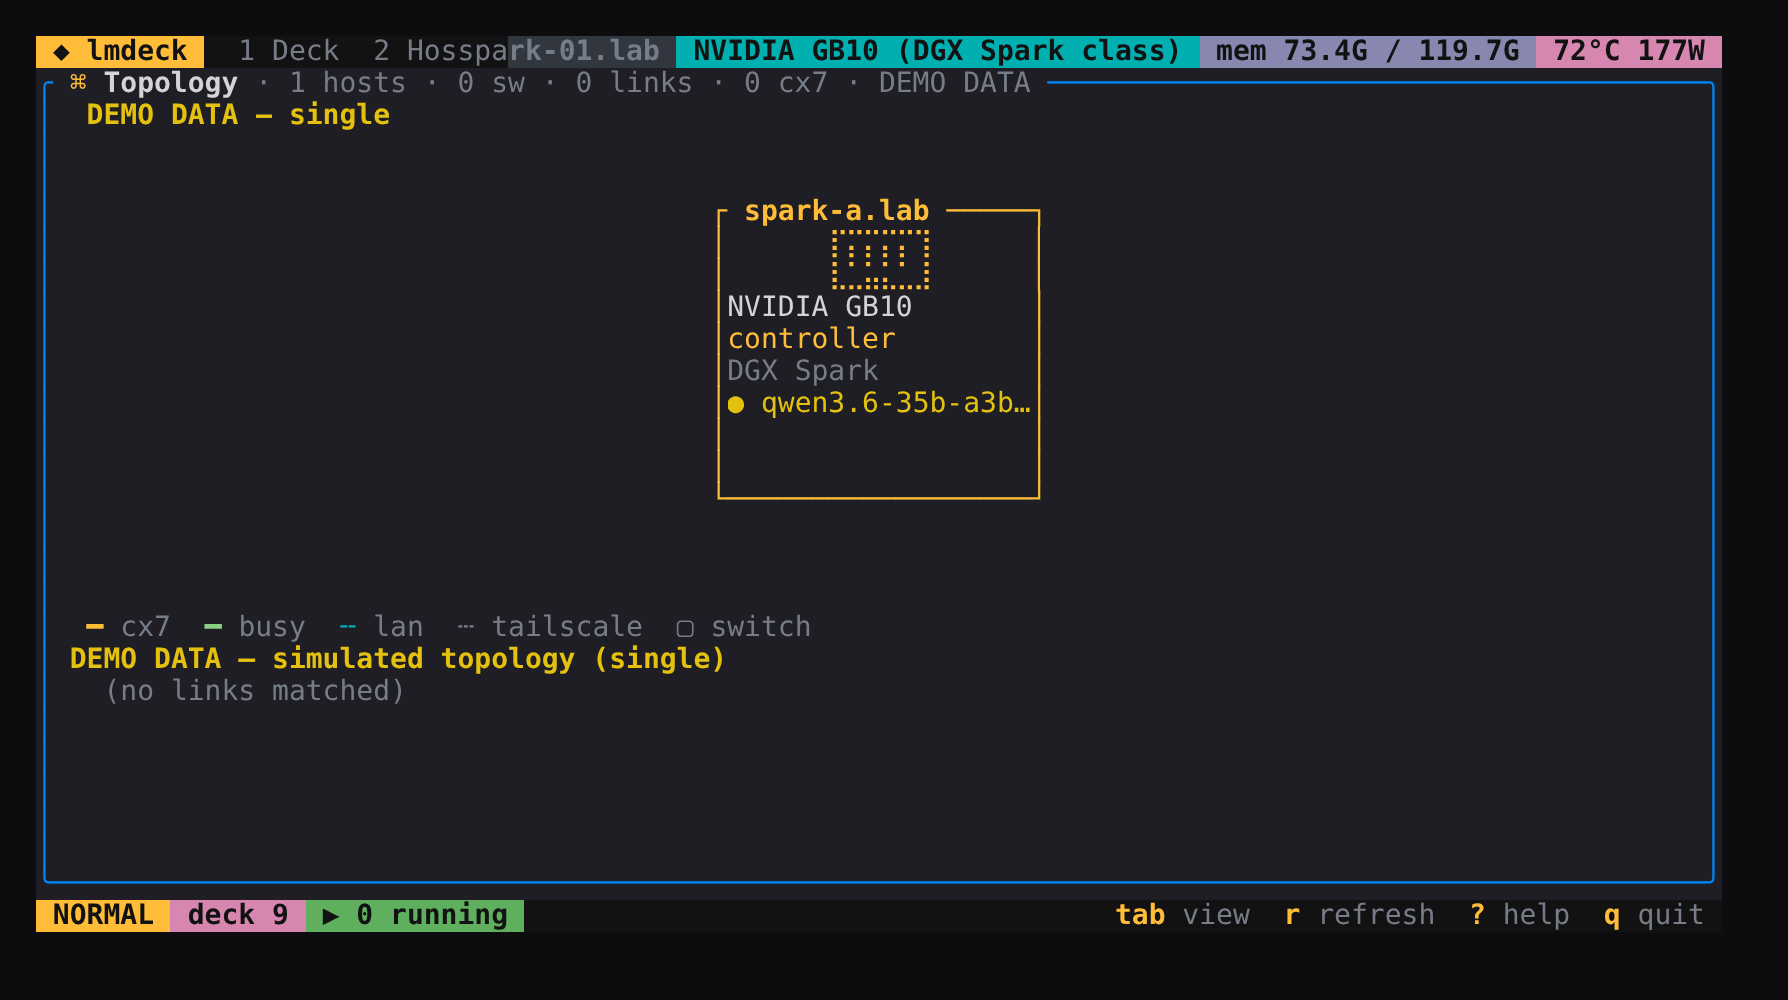 ◆ lmdeck 1 Deck 2 Hosspark-01.lab NVIDIA GB10 (DGX Spark class) mem 73.4G / 119.7G 72°C 177W
⌘ Topology · 1 hosts · 0 sw · 0 links · 0 cx7 · DEMO DATA
DEMO DATA — single
spark-a.lab
NVIDIA GB10
controller
DGX Spark
● qwen3.6-35b-a3b…
━ cx7 ━ busy ╌ lan ┄ tailscale ▢ switch
DEMO DATA — simulated topology (single)
(no links matched)
NORMAL deck 9 ▶ 0 running tab view r refresh ? help q quit